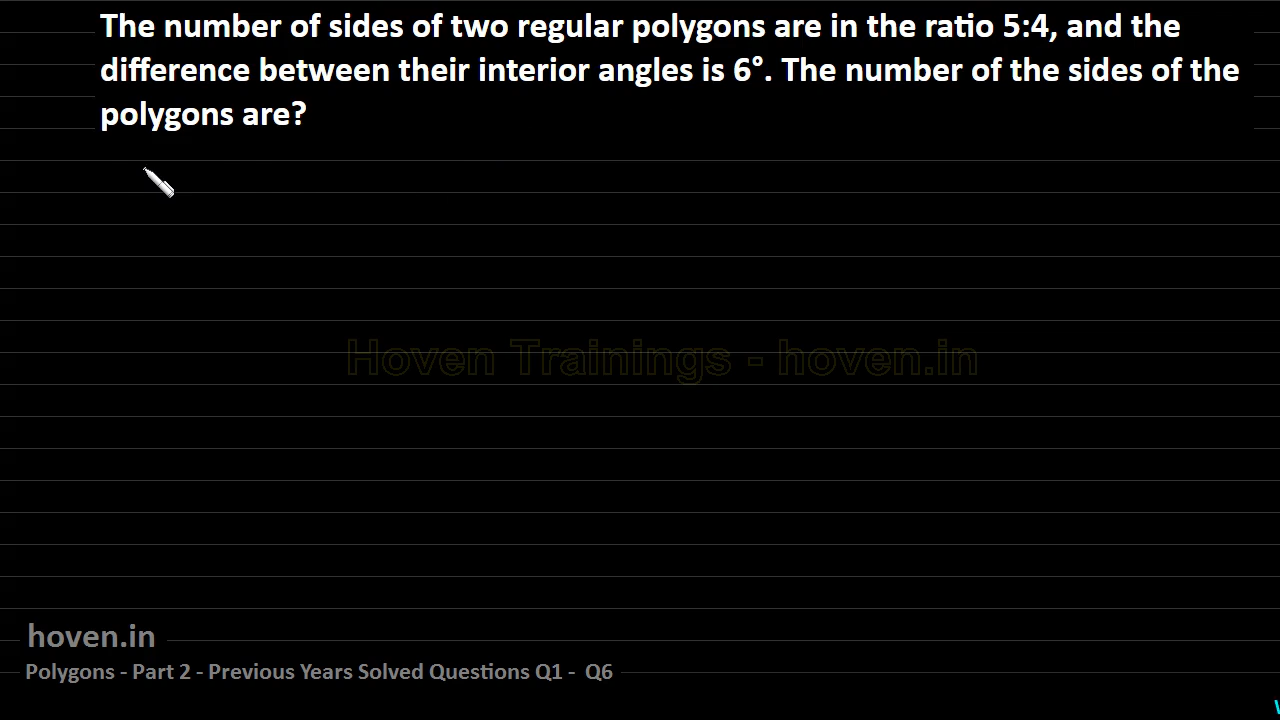 The number of sides of two regular polygons are in the ratio 5:4, and the
difference between their interior angles is 6°. The number of the sides of the
polygons are?
Hoven Trainings - hoven.in
hoven.in
Polygons - Part 2 - Previous Years Solved Questions Q1 - Q6